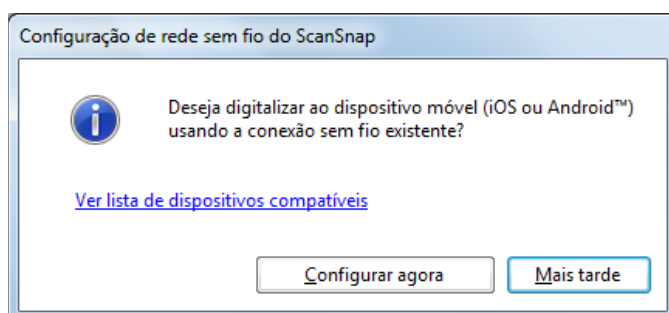 Configuração de rede sem fio do ScanSnap
Deseja digitalizar ao dispositivo móvel (iOS ou Android™)
usando a conexão sem fio existente?
Ver lista de dispositivos compatíveis
Configurar agora
Mais tarde